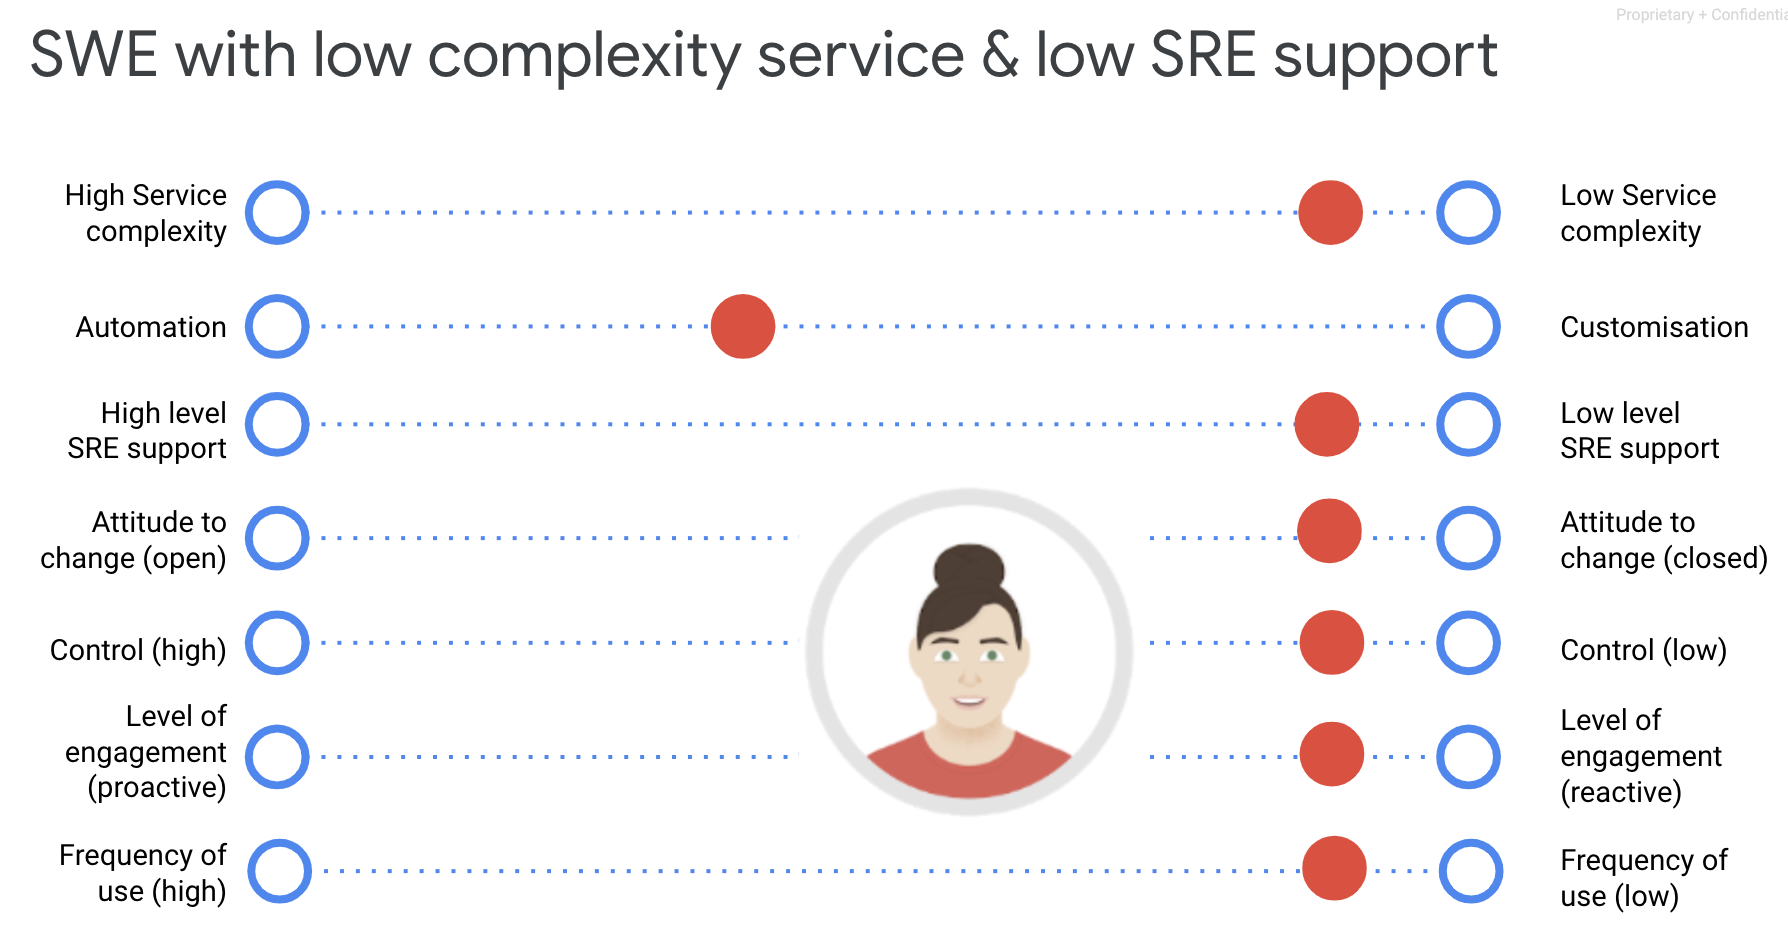 Proprietary + Confidentia
SWE with low complexity service & low SRE support
High Service
complexity
Low Service
complexity
Automation
Customisation
High level
SRE support
Low level
SRE support
Attitude to
change (open)
Attitude to
change (closed)
Control (high)
Control (low)
Level of
engagement
(proactive)
Level of
engagement
(reactive)
Frequency of
use (high)
Frequency of
use (low)